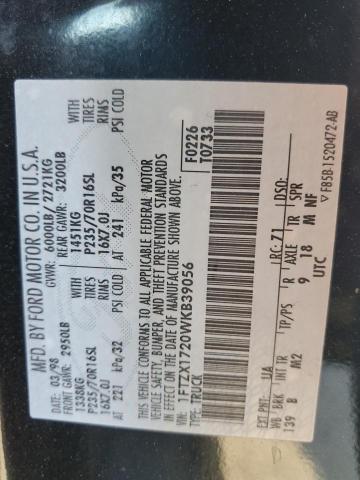 MFD. BY FORD MOTOR CO. IN U.S.A.
DATE: 03/98 GVWR: 6000LB/ 2721KG
FRONT GAWR: 2950LB REAR GAWR: 3200LB
1338KG 1451KG WITH
P235/70R16SL P235/70R16SL TIRES
16X7.0J 16X7.0J RIMS
AT 221 kPa/32 PSI COLD AT 241 kPa/35 PSI COLD
THIS VEHICLE CONFORMS TO ALL APPLICABLE FEDERAL MOTOR
VEHICLE SAFETY, BUMPER, AND THEFT PREVENTION STANDARDS
IN EFFECT ON THE DATE OF MANUFACTURE SHOWN ABOVE.
VIN: 1FTZX1720WKB39056
TYPE: TRUCK
F0226
T0733
EXT PNT: UA RC: 71 DSO:
WB BRK INT TR TP/PS R AXLE TR SPR
139 B M2 9 18 M NF
UTC
▽ F85B-1520472-AB